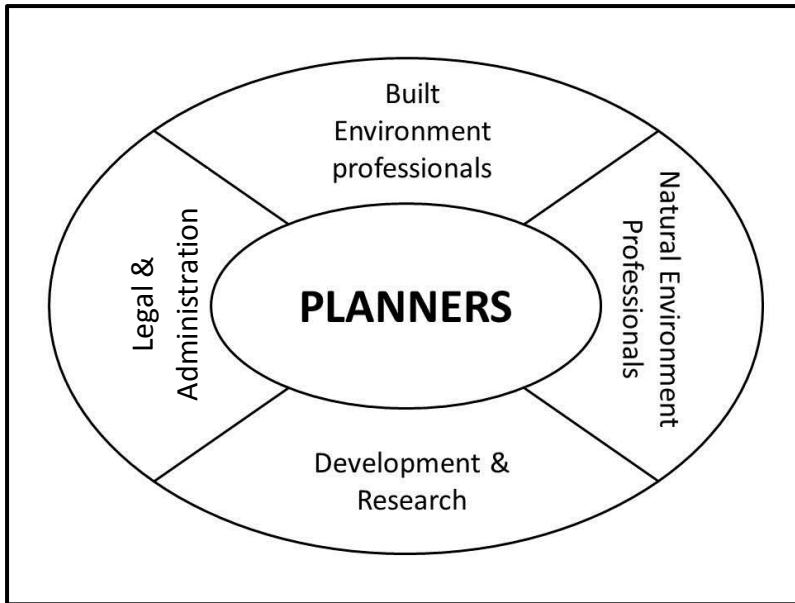 Built
Environment
professionals
Legal &
Administration
PLANNERS
Natural Environment
Professionals
Development &
Research